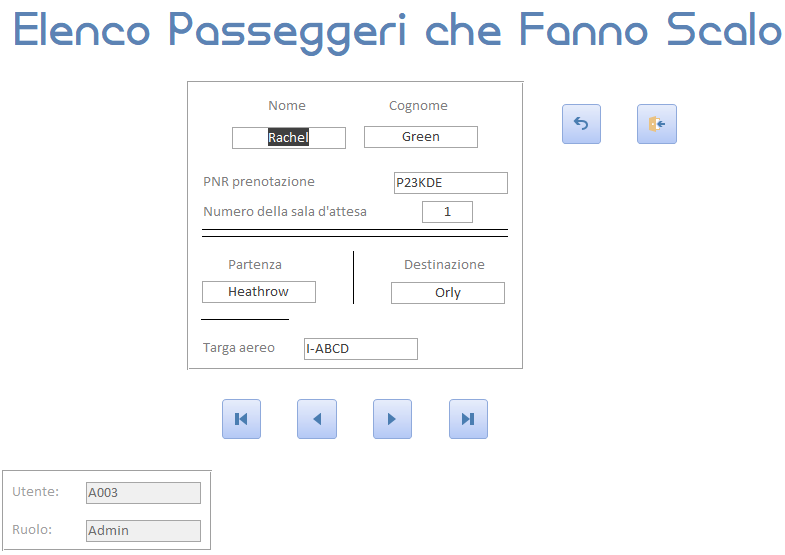 Elenco Passeggeri che Fanno Scalo
Nome Cognome
Rachel Green
PNR prenotazione P23KDE
Numero della sala d'attesa 1
Partenza Destinazione
Heathrow Orly
Targa aereo I-ABCD
Utente: A003
Ruolo: Admin